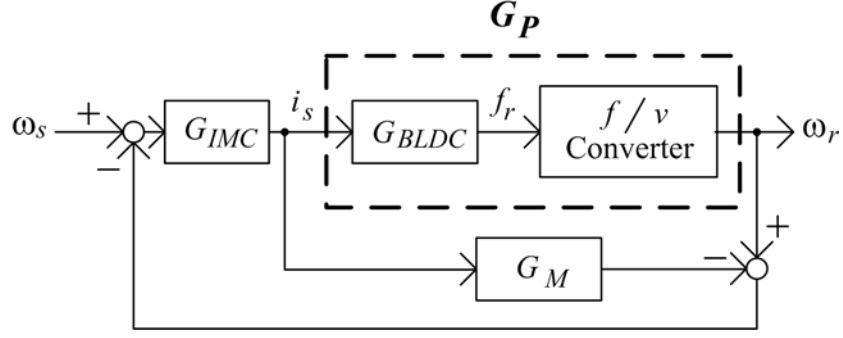 G_P
ω_s
+
−
G_IMC
i_s
G_BLDC
f_r
f / v
Converter
ω_r
+
−
G_M